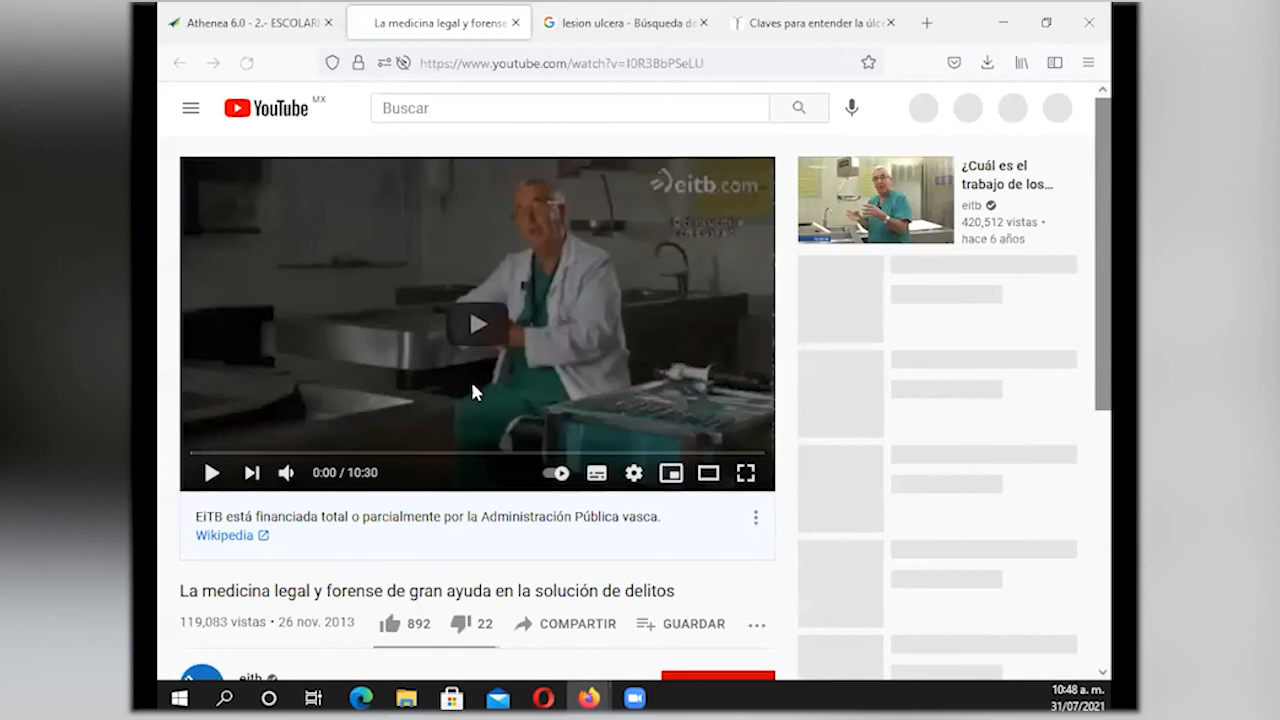 Athenea 6.0 - 2.- ESCOLARI
La medicina legal y forense
lesion ulcera - Búsqueda de
Claves para entender la úlce
https://www.youtube.com/watch?v=I0R3BbPSeLU
YouTube MX
Buscar
eitb.com
¿Cuál es el
trabajo de los...
eitb
420,512 vistas •
hace 6 años
0:00 / 10:30
EiTB está financiada total o parcialmente por la Administración Pública vasca.
Wikipedia
La medicina legal y forense de gran ayuda en la solución de delitos
119,083 vistas • 26 nov. 2013
892
22
COMPARTIR
GUARDAR
eitb
10:48 a. m.
31/07/2021